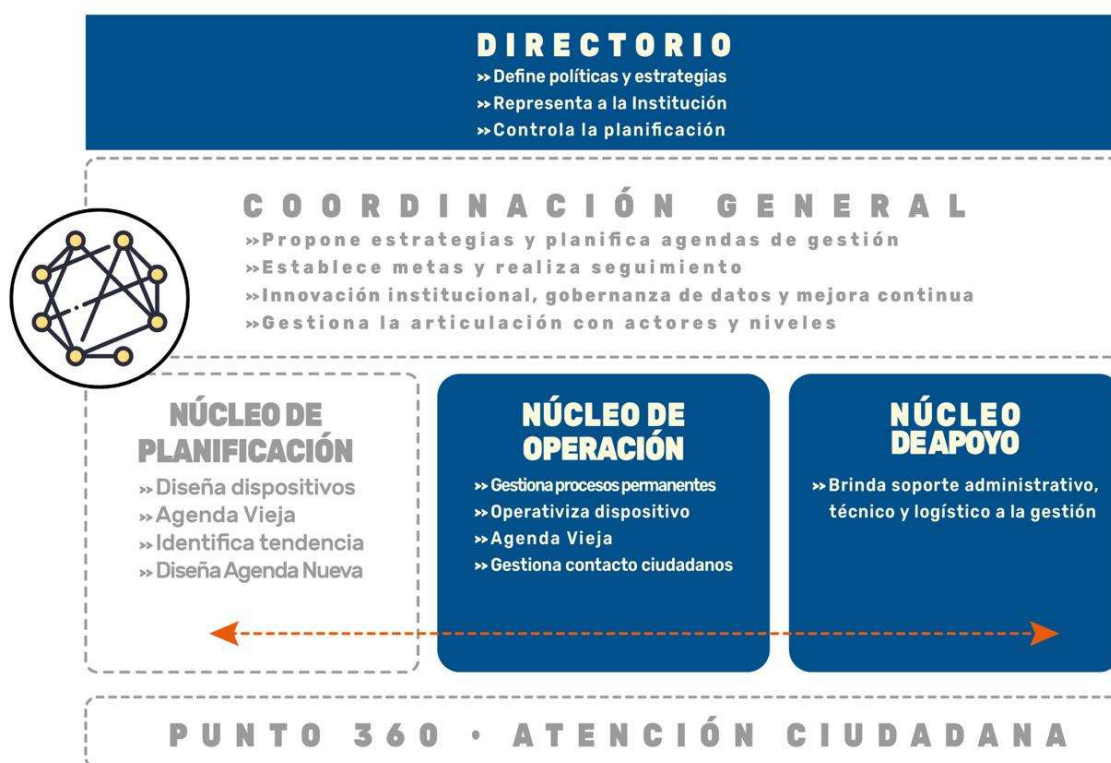 DIRECTORIO
»Define políticas y estrategias
»Representa a la Institución
»Controla la planificación
COORDINACIÓN GENERAL
»Propone estrategias y planifica agendas de gestión
»Establece metas y realiza seguimiento
»Innovación institucional, gobernanza de datos y mejora continua
»Gestiona la articulación con actores y niveles
NÚCLEO DE
PLANIFICACIÓN
»Diseña dispositivos
»Agenda Vieja
»Identifica tendencia
»Diseña Agenda Nueva
NÚCLEO DE
OPERACIÓN
»Gestiona procesos permanentes
»Operativiza dispositivo
»Agenda Vieja
»Gestiona contacto ciudadanos
NÚCLEO
DE APOYO
»Brinda soporte administrativo,
técnico y logístico a la gestión
PUNTO 360 • ATENCIÓN CIUDADANA